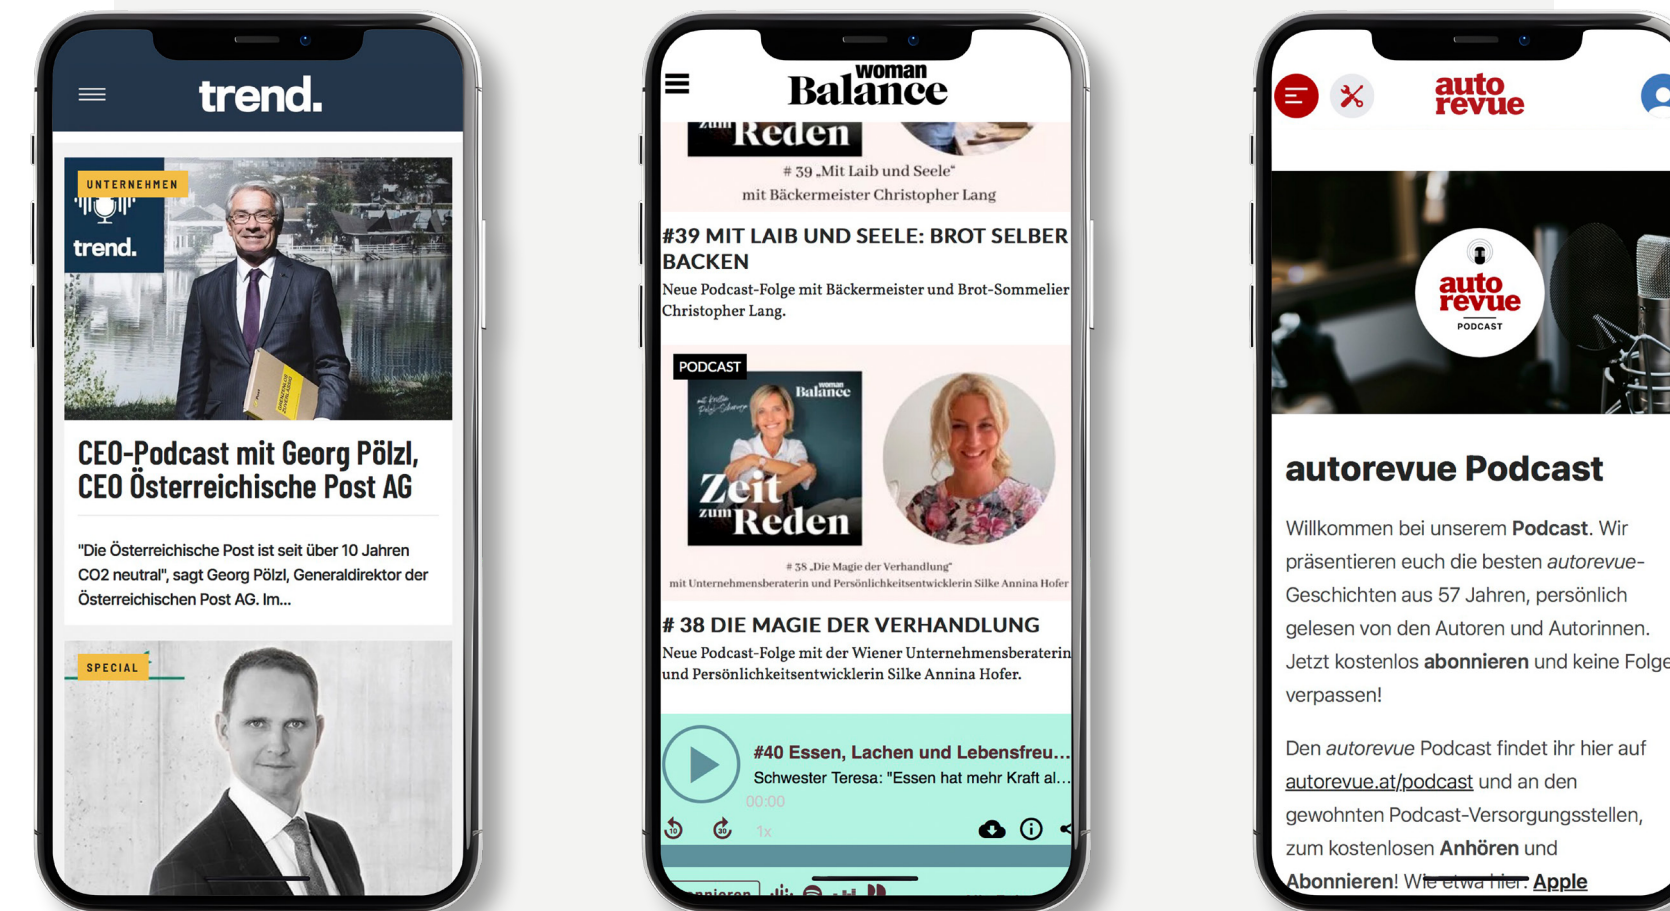 trend.
UNTERNEHMEN
trend.
CEO-Podcast mit Georg Pölzl,
CEO Österreichische Post AG
"Die Österreichische Post ist seit über 10 Jahren
CO2 neutral", sagt Georg Pölzl, Generaldirektor der
Österreichischen Post AG. Im...
SPECIAL
woman
Balance
zum Reden
# 39 „Mit Laib und Seele“
mit Bäckermeister Christopher Lang
#39 MIT LAIB UND SEELE: BROT SELBER
BACKEN
Neue Podcast-Folge mit Bäckermeister und Brot-Sommelier
Christopher Lang.
PODCAST
woman
Balance
Zeit
zum Reden
# 38 „Die Magie der Verhandlung“
mit Unternehmensberaterin und Persönlichkeitsentwicklerin Silke Annina Hofer
# 38 DIE MAGIE DER VERHANDLUNG
Neue Podcast-Folge mit der Wiener Unternehmensberaterin
und Persönlichkeitsentwicklerin Silke Annina Hofer.
#40 Essen, Lachen und Lebensfreu...
Schwester Teresa: "Essen hat mehr Kraft al...
00:00
10
30
1x
auto
revue
auto
revue
PODCAST
autorevue Podcast
Willkommen bei unserem Podcast. Wir
präsentieren euch die besten autorevue-
Geschichten aus 57 Jahren, persönlich
gelesen von den Autoren und Autorinnen.
Jetzt kostenlos abonnieren und keine Folge
verpassen!
Den autorevue Podcast findet ihr hier auf
autorevue.at/podcast und an den
gewohnten Podcast-Versorgungsstellen,
zum kostenlosen Anhören und
Abonnieren! Wie etwa hier: Apple